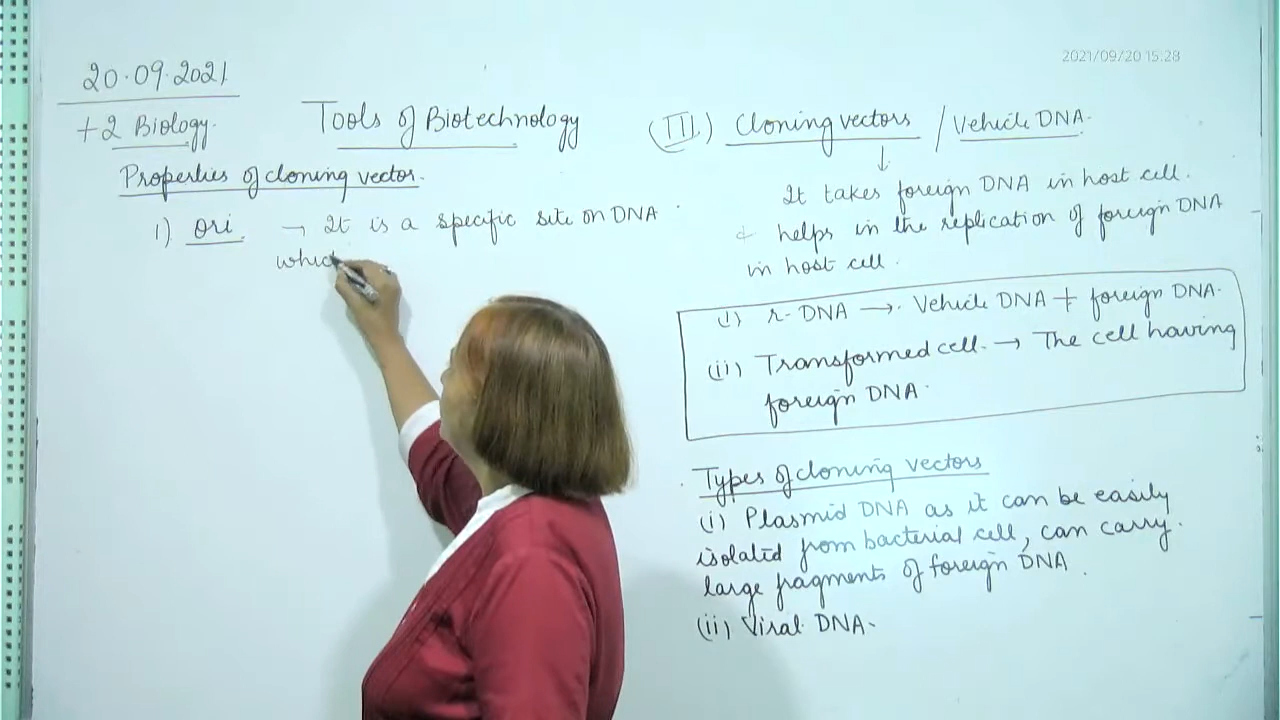 2021/09/20 15:28
20.09.2021
+2 Biology.
Tools of Biotechnology
Properties of cloning vector.
1) ori → It is a specific site on DNA
whic
(III.) Cloning vectors / Vehicle DNA.
↓
It takes foreign DNA in host cell.
& helps in the replication of foreign DNA
in host cell.
(i) r-DNA → Vehicle DNA + foreign DNA.
(ii) Transformed cell. → The cell having
foreign DNA.
Types of cloning vectors
(i) Plasmid DNA as it can be easily
isolated from bacterial cell, can carry.
large fragments of foreign DNA.
(ii) Viral DNA.